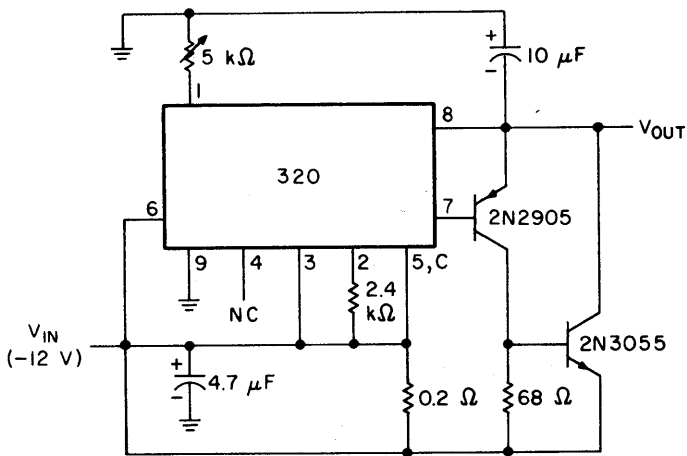 5 kΩ
+
-
10 μF
1
8
V_OUT
320
6
7
2N2905
9
4
3
2
5, C
NC
2.4
kΩ
V_IN
(-12 V)
2N3055
+
-
4.7 μF
0.2 Ω
68 Ω